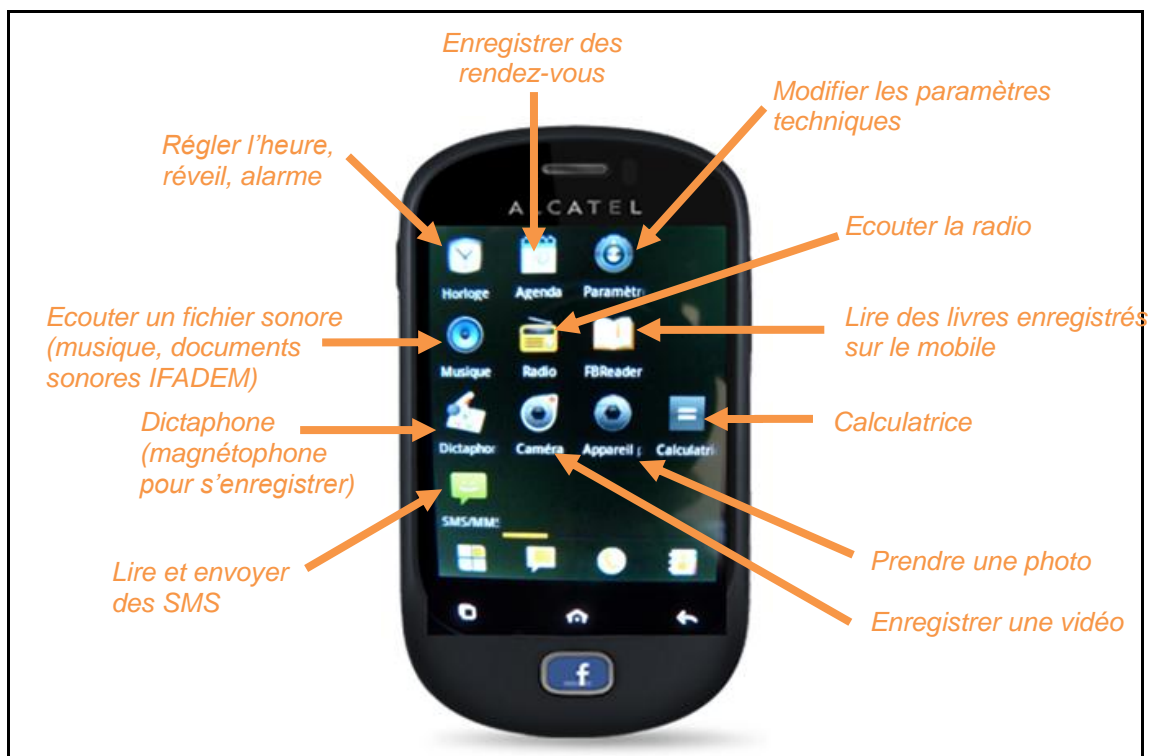 Enregistrer des
rendez-vous
Modifier les paramètres
techniques
Régler l’heure,
réveil, alarme
ALCATEL
Ecouter la radio
Horloge Agenda Paramètr
Ecouter un fichier sonore
(musique, documents
sonores IFADEM)
Lire des livres enregistrés
sur le mobile
Musique Radio FBReader
Dictaphone
(magnétophone
pour s’enregistrer)
Calculatrice
Dictaphor Caméra Appareil p Calculatri
SMS/MMS
Lire et envoyer
des SMS
Prendre une photo
Enregistrer une vidéo
f